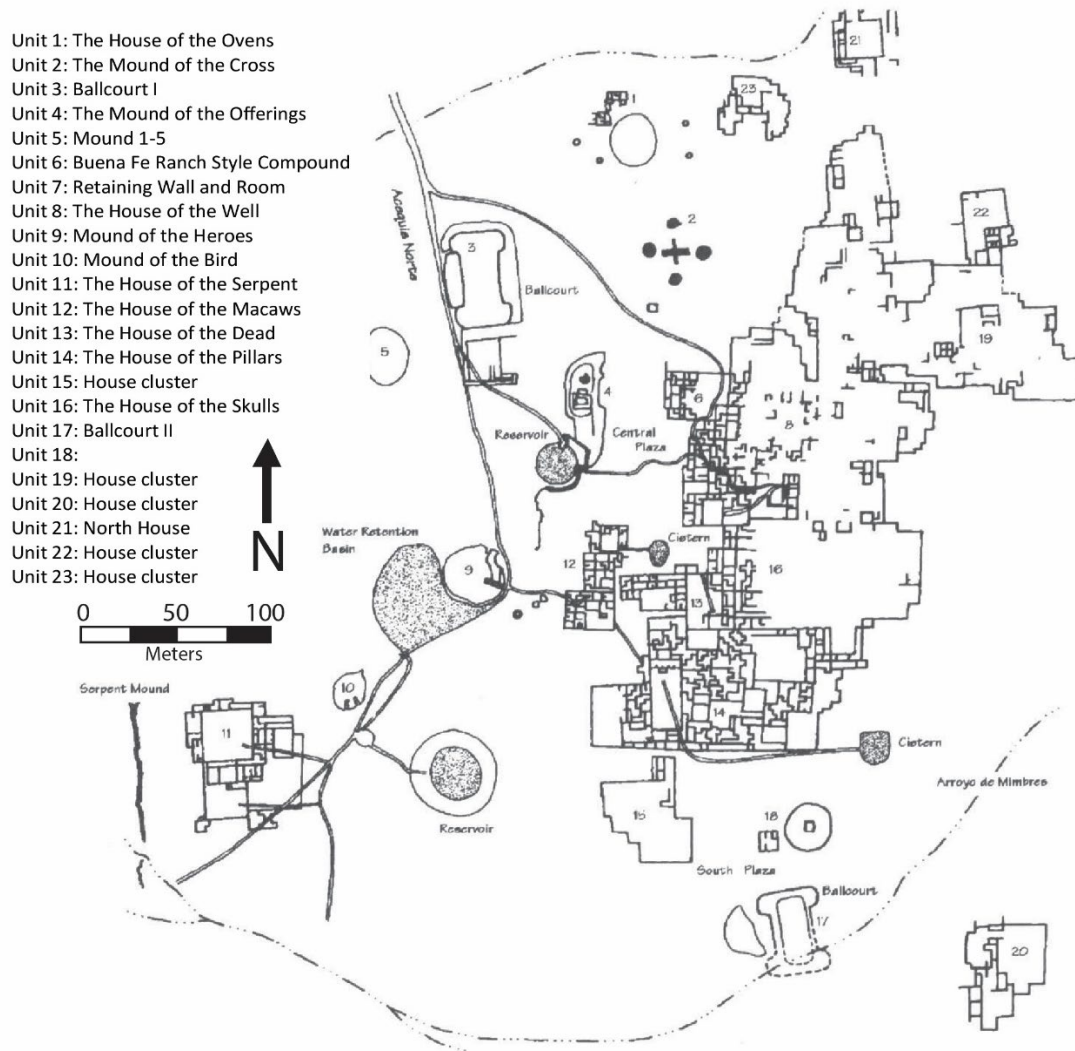 Unit 1: The House of the Ovens
Unit 2: The Mound of the Cross
Unit 3: Ballcourt I
Unit 4: The Mound of the Offerings
Unit 5: Mound 1-5
Unit 6: Buena Fe Ranch Style Compound
Unit 7: Retaining Wall and Room
Unit 8: The House of the Well
Unit 9: Mound of the Heroes
Unit 10: Mound of the Bird
Unit 11: The House of the Serpent
Unit 12: The House of the Macaws
Unit 13: The House of the Dead
Unit 14: The House of the Pillars
Unit 15: House cluster
Unit 16: The House of the Skulls
Unit 17: Ballcourt II
Unit 18:
Unit 19: House cluster
Unit 20: House cluster
Unit 21: North House
Unit 22: House cluster
Unit 23: House cluster
N
0 50 100
Meters
21
23
1
Acequia Norte
2
22
3
Ballcourt
5
19
4
6
8
Reservoir
Central
Plaza
Water Retention
Basin
9
12
Cistern
16
13
Serpent Mound
10
11
14
Cistern
Arroyo de Mimbres
Reservoir
15
18
South Plaza
Ballcourt
17
20